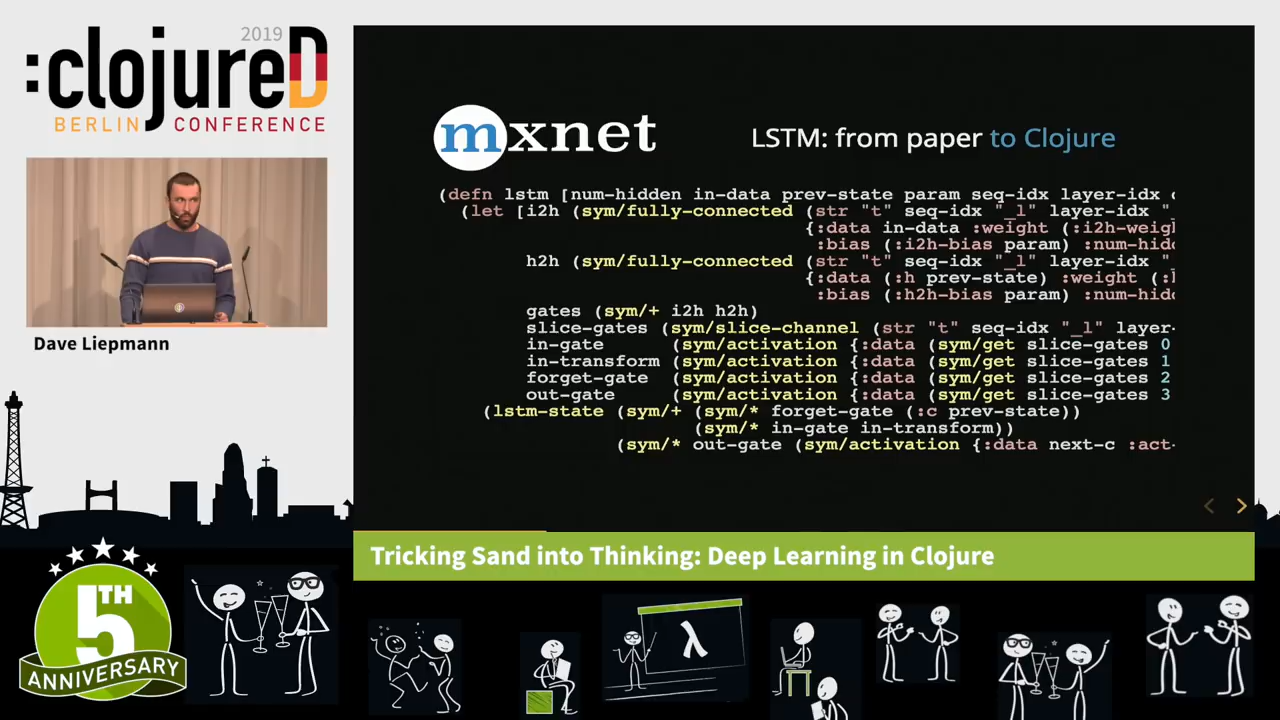 2019
:clojureD
BERLIN CONFERENCE
Dave Liepmann
mxnet
LSTM: from paper to Clojure
(defn lstm [num-hidden in-data prev-state param seq-idx layer-idx
(let [i2h (sym/fully-connected (str "t" seq-idx "_l" layer-idx "_
{:data in-data :weight (:i2h-weigh
:bias (:i2h-bias param) :num-hidd
h2h (sym/fully-connected (str "t" seq-idx "_l" layer-idx "_
{:data (:h prev-state) :weight (:h
:bias (:h2h-bias param) :num-hidd
gates (sym/+ i2h h2h)
slice-gates (sym/slice-channel (str "t" seq-idx "_l" layer-
in-gate (sym/activation {:data (sym/get slice-gates 0
in-transform (sym/activation {:data (sym/get slice-gates 1
forget-gate (sym/activation {:data (sym/get slice-gates 2
out-gate (sym/activation {:data (sym/get slice-gates 3
(lstm-state (sym/+ (sym/* forget-gate (:c prev-state))
(sym/* in-gate in-transform))
(sym/* out-gate (sym/activation {:data next-c :act-
Tricking Sand into Thinking: Deep Learning in Clojure
5TH
ANNIVERSARY
λ